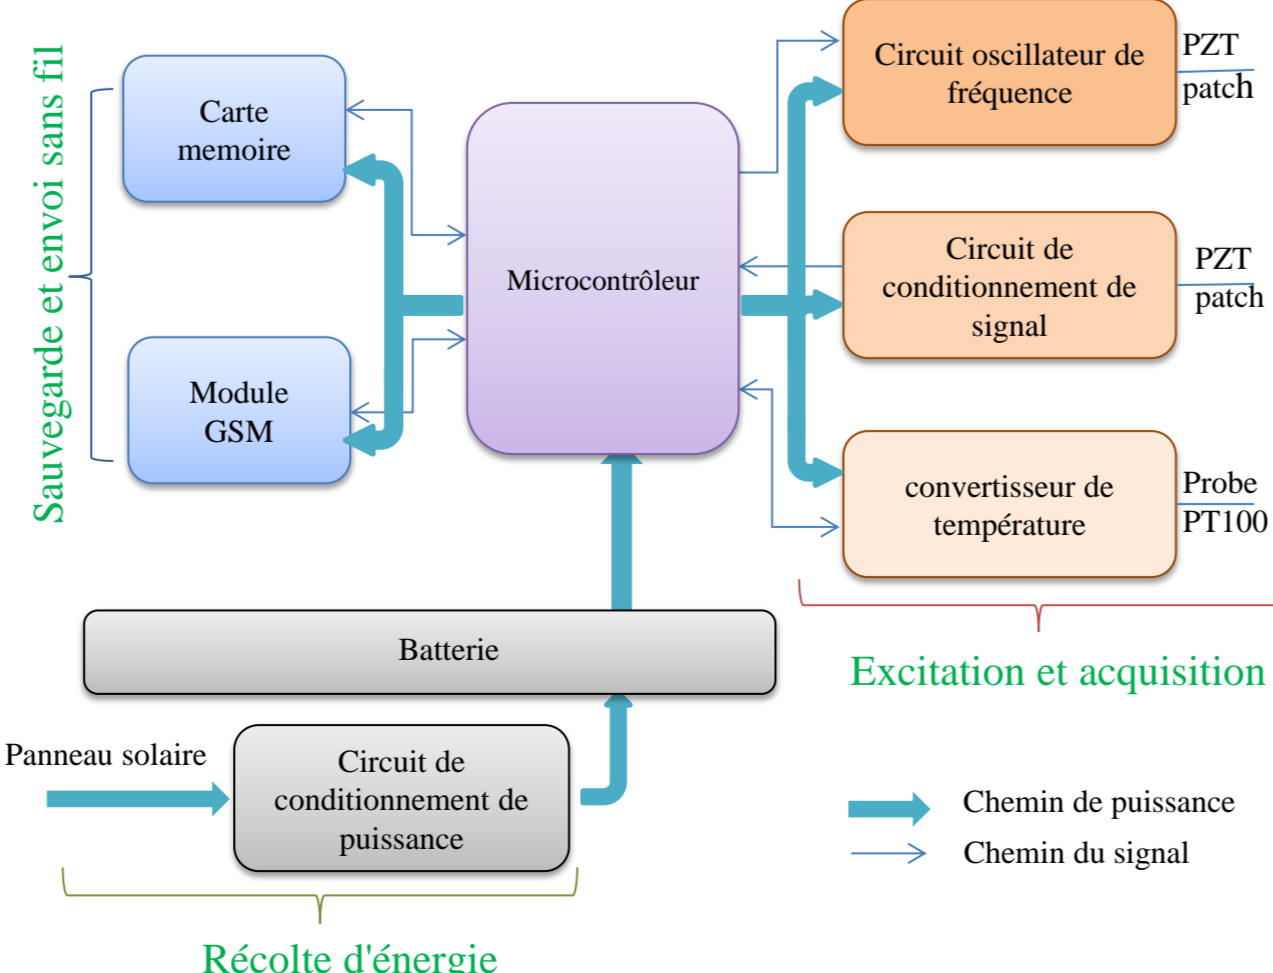 Sauvegarde et envoi sans fil
Carte
memoire
Module
GSM
Microcontrôleur
Circuit oscillateur de
fréquence
PZT
patch
Circuit de
conditionnement de
signal
PZT
patch
convertisseur de
température
Probe
PT100
Excitation et acquisition
Batterie
Panneau solaire
Circuit de
conditionnement de
puissance
Récolte d'énergie
Chemin de puissance
Chemin du signal